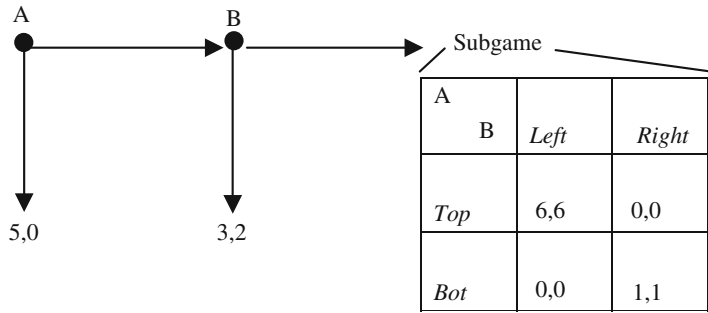 A
B
Subgame
A
B Left Right
Top 6,6 0,0
Bot 0,0 1,1
5,0 3,2